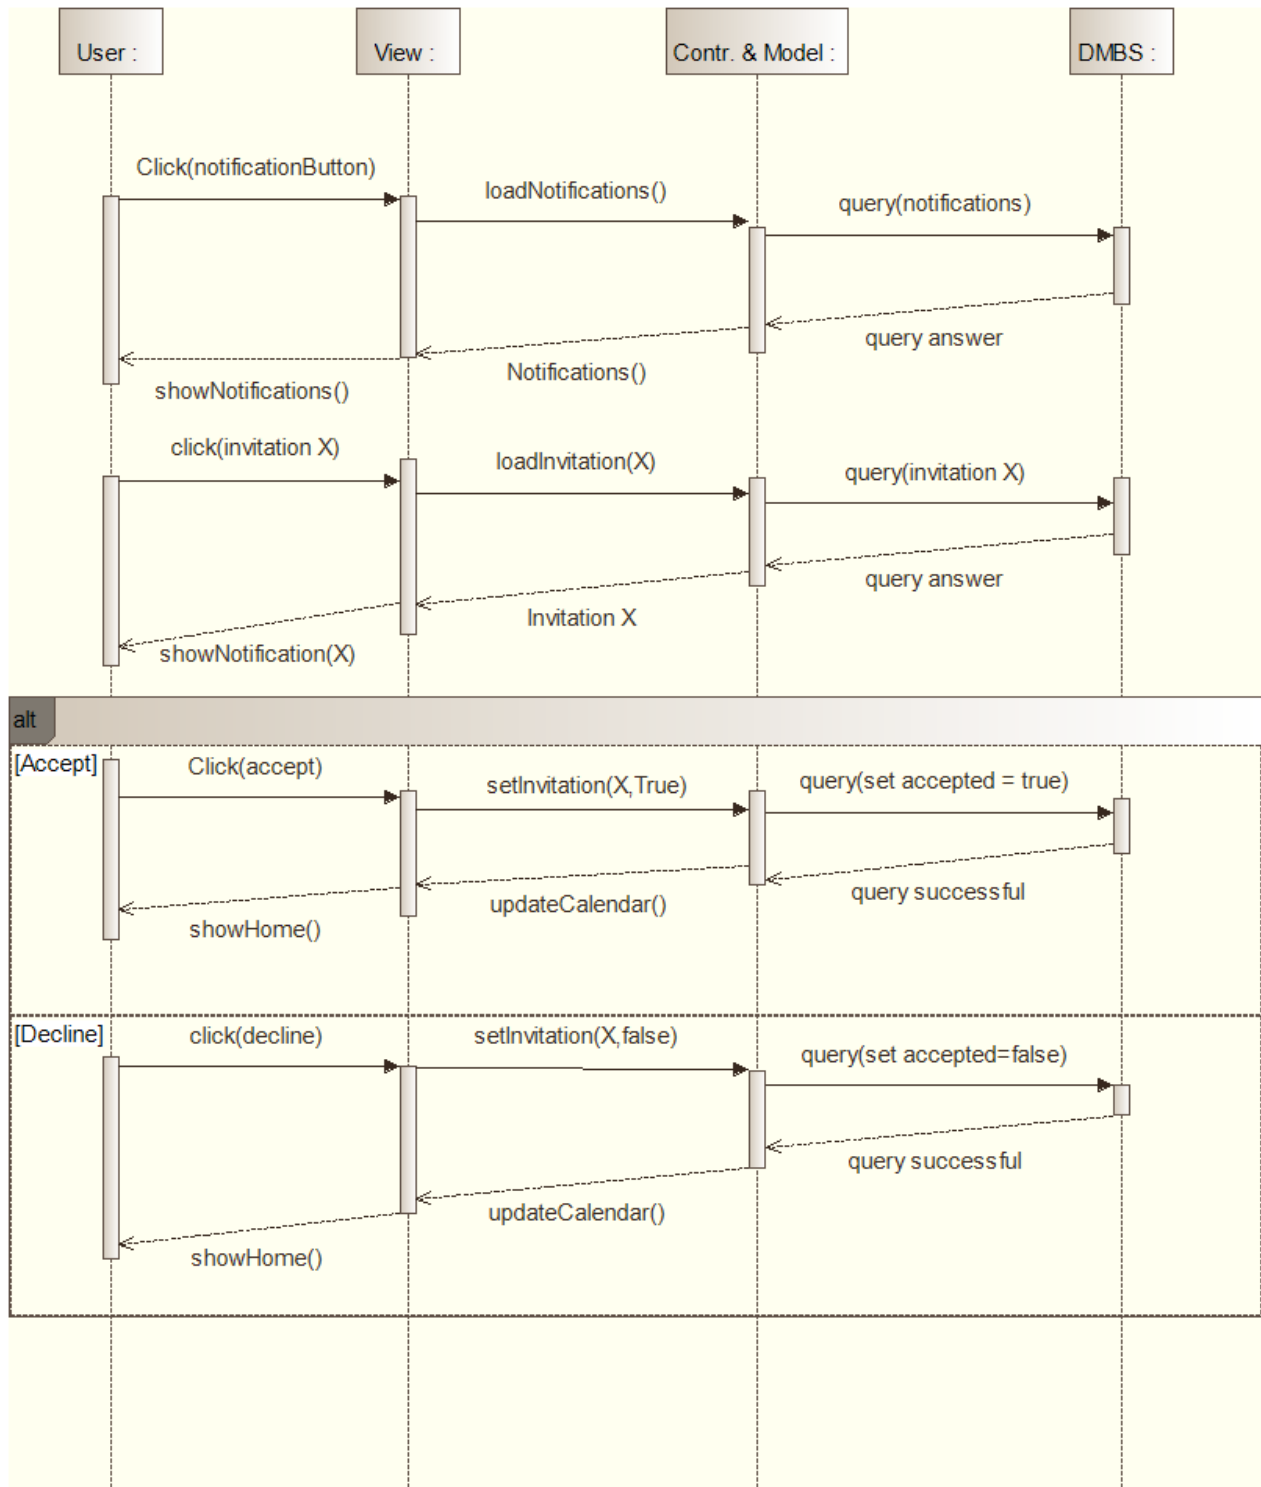 User :
View :
Contr. & Model :
DMBS :
Click(notificationButton)
loadNotifications()
query(notifications)
query answer
Notifications()
showNotifications()
click(invitation X)
loadInvitation(X)
query(invitation X)
query answer
Invitation X
showNotification(X)
alt
[Accept]
Click(accept)
setInvitation(X,True)
query(set accepted = true)
query successful
updateCalendar()
showHome()
[Decline]
click(decline)
setInvitation(X,false)
query(set accepted=false)
query successful
updateCalendar()
showHome()